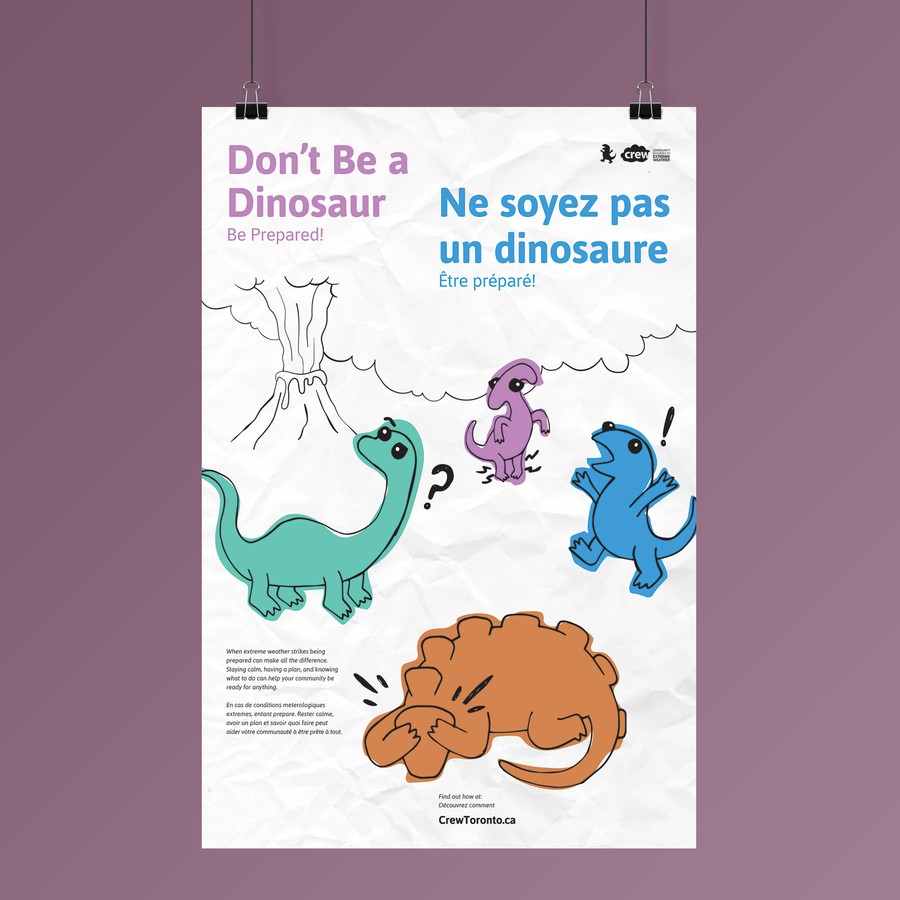 Don't Be a
Dinosaur
Be Prepared!
crew
COMMUNITY
RESILIENCE TO
EXTREME
WEATHER
Ne soyez pas
un dinosaure
Être préparé!
?
!
When extreme weather strikes being
prepared can make all the difference.
Staying calm, having a plan, and knowing
what to do can help your community be
ready for anything.
En cas de conditions meterologiques
extremes, entant prepare. Rester calme,
avoir un plan et savoir quoi faire peut
aider votre communauté à être prête à tout.
Find out how at:
Découvrez comment
CrewToronto.ca